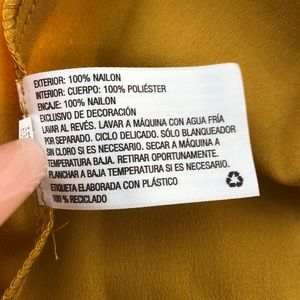 EXTERIOR: 100% NAILON
INTERIOR: CUERPO: 100% POLIÉSTER
ENCAJE: 100% NAILON
EXCLUSIVO DE DECORACIÓN
LAVAR AL REVÉS. LAVAR A MÁQUINA CON AGUA FRÍA
POR SEPARADO. CICLO DELICADO. SÓLO BLANQUEADOR
SIN CLORO SI ES NECESARIO. SECAR A MÁQUINA A
TEMPERATURA BAJA. RETIRAR OPORTUNAMENTE.
PLANCHAR A BAJA TEMPERATURA SI ES NECESARIO.
ETIQUETA ELABORADA CON PLÁSTICO
100 % RECICLADO